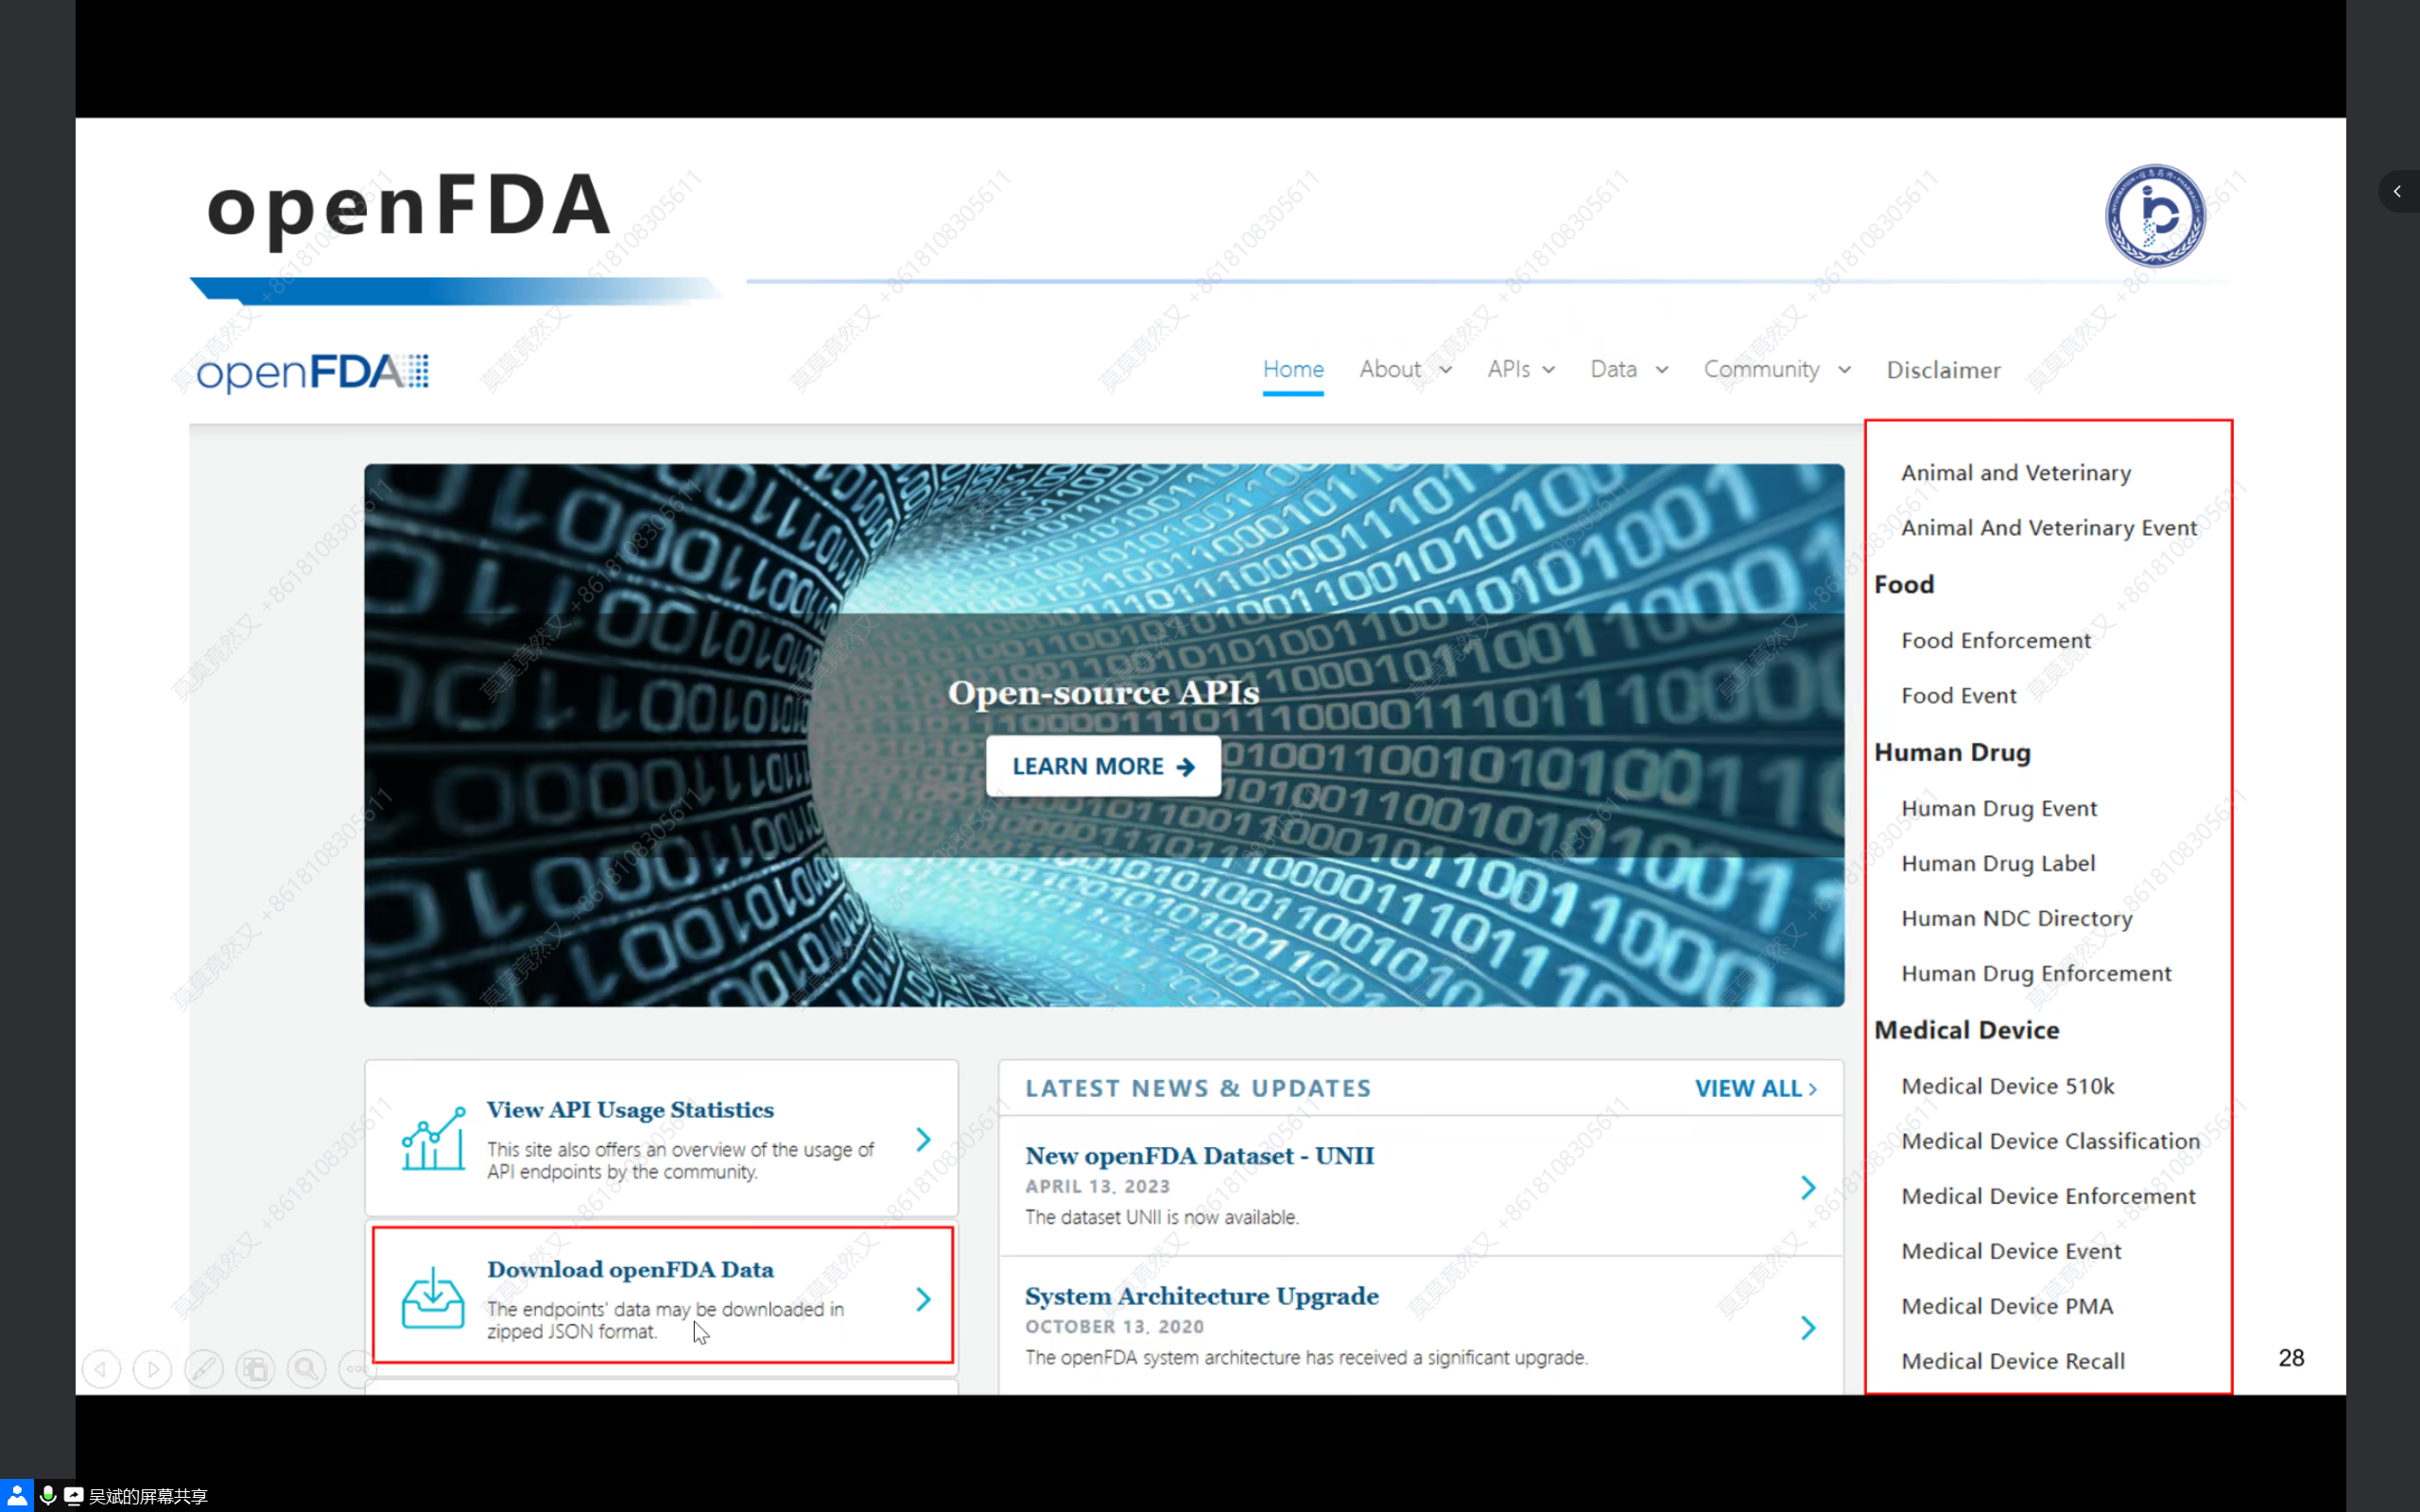 openFDA
openFDA
Home About APIs Data Community Disclaimer
Open-source APIs
LEARN MORE
View API Usage Statistics
This site also offers an overview of the usage of
API endpoints by the community.
Download openFDA Data
The endpoints' data may be downloaded in
zipped JSON format.
LATEST NEWS & UPDATES
VIEW ALL
New openFDA Dataset - UNII
APRIL 13, 2023
The dataset UNII is now available.
System Architecture Upgrade
OCTOBER 13, 2020
The openFDA system architecture has received a significant upgrade.
Animal and Veterinary
Animal And Veterinary Event
Food
Food Enforcement
Food Event
Human Drug
Human Drug Event
Human Drug Label
Human NDC Directory
Human Drug Enforcement
Medical Device
Medical Device 510k
Medical Device Classification
Medical Device Enforcement
Medical Device Event
Medical Device PMA
Medical Device Recall
28
莫莫竟然又 +8618108305611
吴斌的屏幕共享